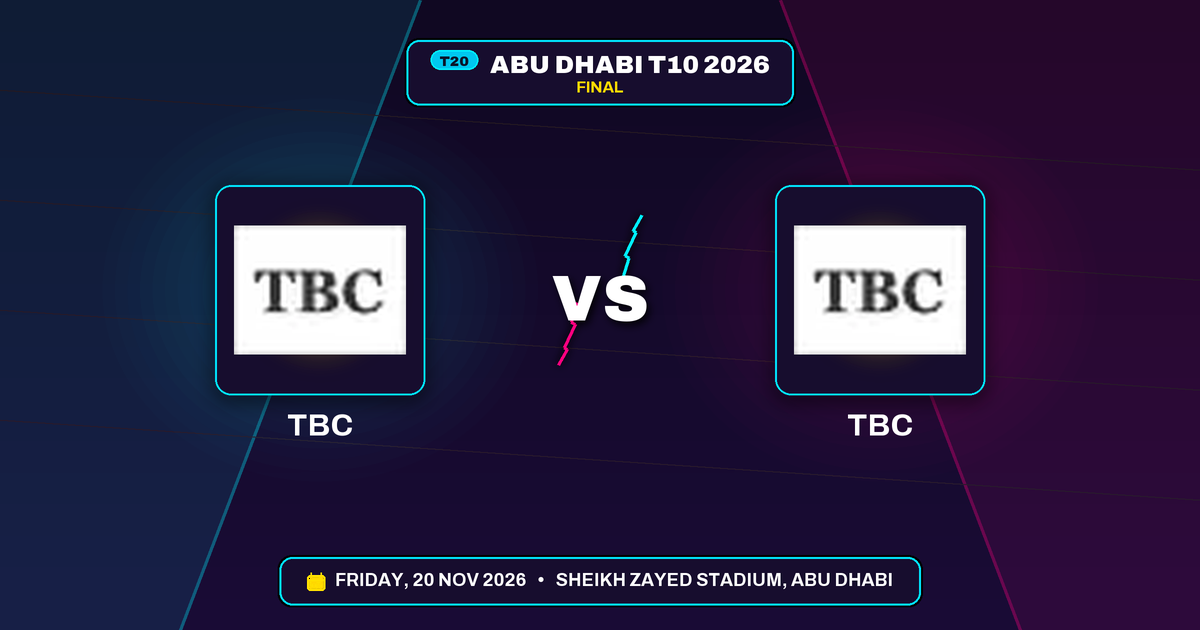 T20 ABU DHABI T10 2026
FINAL
TBC
TBC
VS
TBC
TBC
FRIDAY, 20 NOV 2026 • SHEIKH ZAYED STADIUM, ABU DHABI